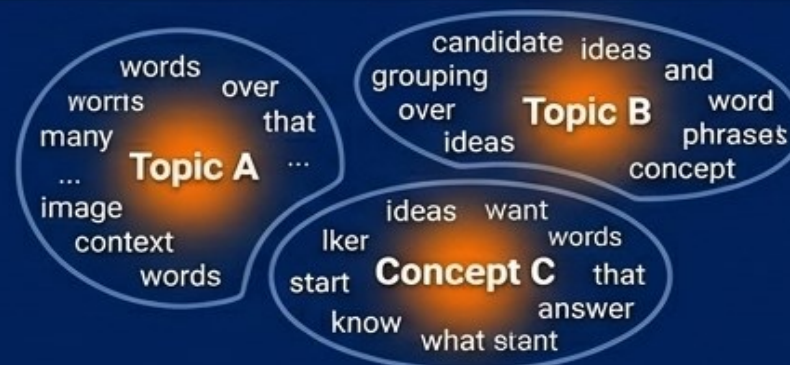 words
over
worrıs
that
many
Topic A
...
...
image
context
words
candidate ideas
grouping
and
over
Topic B
word
ideas
phrases
concept
ideas want
lker
words
start
Concept C
that
answer
know
what stant